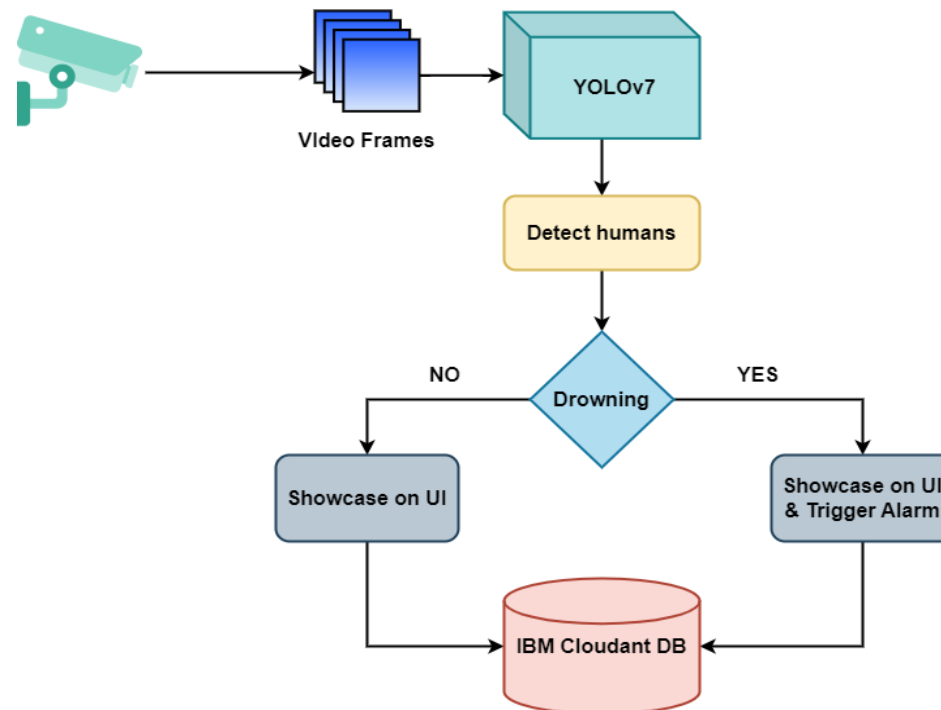 YOLOv7
VIdeo Frames
Detect humans
NO
YES
Drowning
Showcase on UI
Showcase on UI
& Trigger Alarm
IBM Cloudant DB